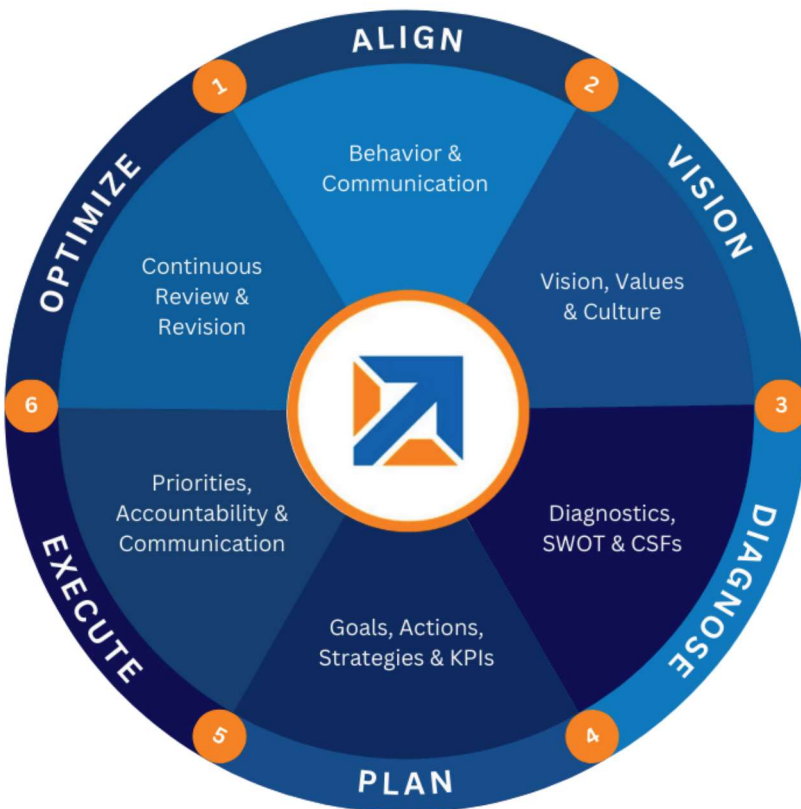 1
ALIGN
Behavior &
Communication
2
VISION
Vision, Values
& Culture
3
DIAGNOSE
Diagnostics,
SWOT & CSFs
4
PLAN
Goals, Actions,
Strategies & KPIs
5
EXECUTE
Priorities,
Accountability &
Communication
6
OPTIMIZE
Continuous
Review &
Revision